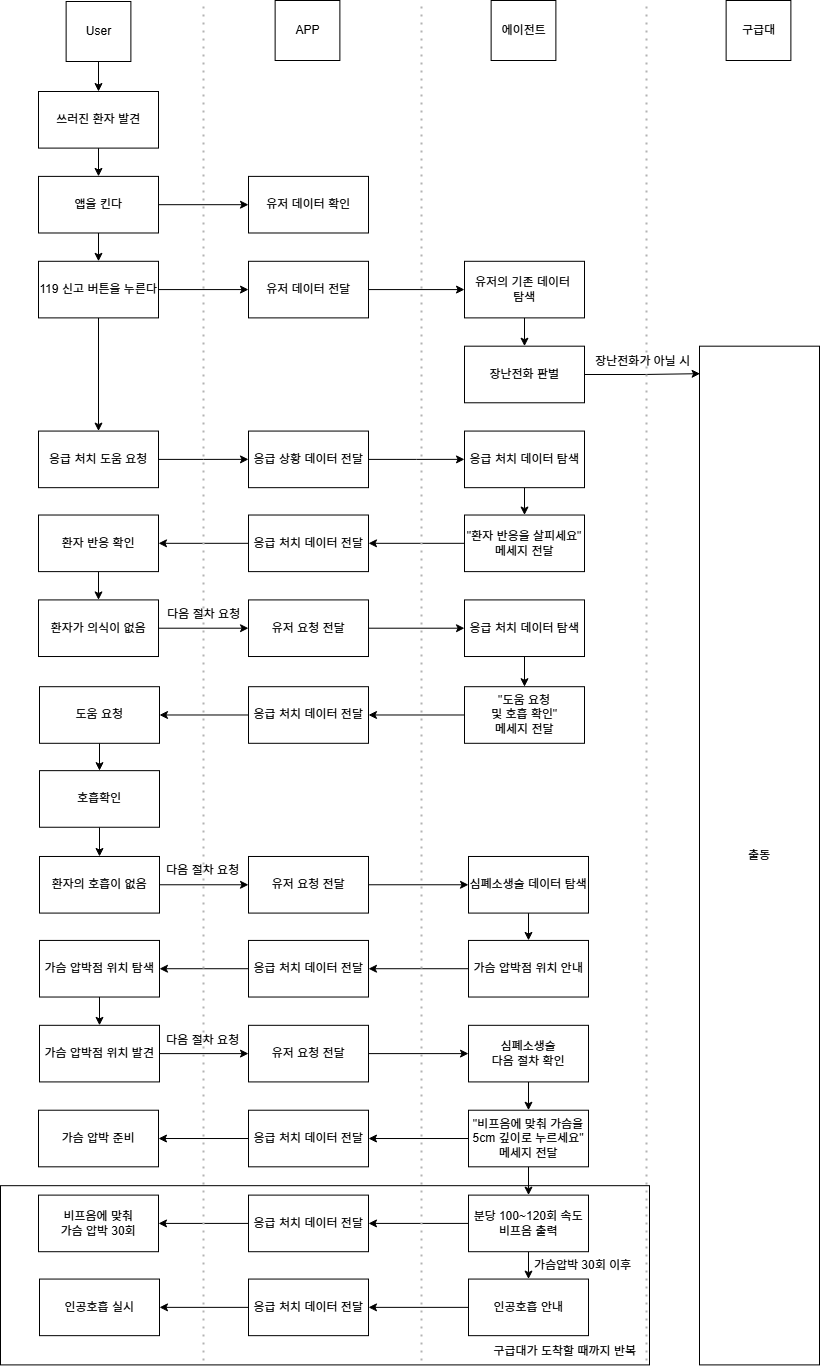 User
APP
에이전트
구급대
쓰러진 환자 발견
앱을 킨다
유저 데이터 확인
119 신고 버튼을 누른다
유저 데이터 전달
유저의 기존 데이터
탐색
장난전화 판별
장난전화가 아닐 시
응급 처치 도움 요청
응급 상황 데이터 전달
응급 처치 데이터 탐색
환자 반응 확인
응급 처치 데이터 전달
"환자 반응을 살피세요"
메세지 전달
환자가 의식이 없음
다음 절차 요청
유저 요청 전달
응급 처치 데이터 탐색
도움 요청
응급 처치 데이터 전달
"도움 요청
및 호흡 확인"
메세지 전달
호흡확인
출동
환자의 호흡이 없음
다음 절차 요청
유저 요청 전달
심폐소생술 데이터 탐색
가슴 압박점 위치 탐색
응급 처치 데이터 전달
가슴 압박점 위치 안내
가슴 압박점 위치 발견
다음 절차 요청
유저 요청 전달
심폐소생술
다음 절차 확인
가슴 압박 준비
응급 처치 데이터 전달
"비프음에 맞춰 가슴을
5cm 깊이로 누르세요"
메세지 전달
비프음에 맞춰
가슴 압박 30회
응급 처치 데이터 전달
분당 100~120회 속도
비프음 출력
가슴압박 30회 이후
인공호흡 실시
응급 처치 데이터 전달
인공호흡 안내
구급대가 도착할 때까지 반복